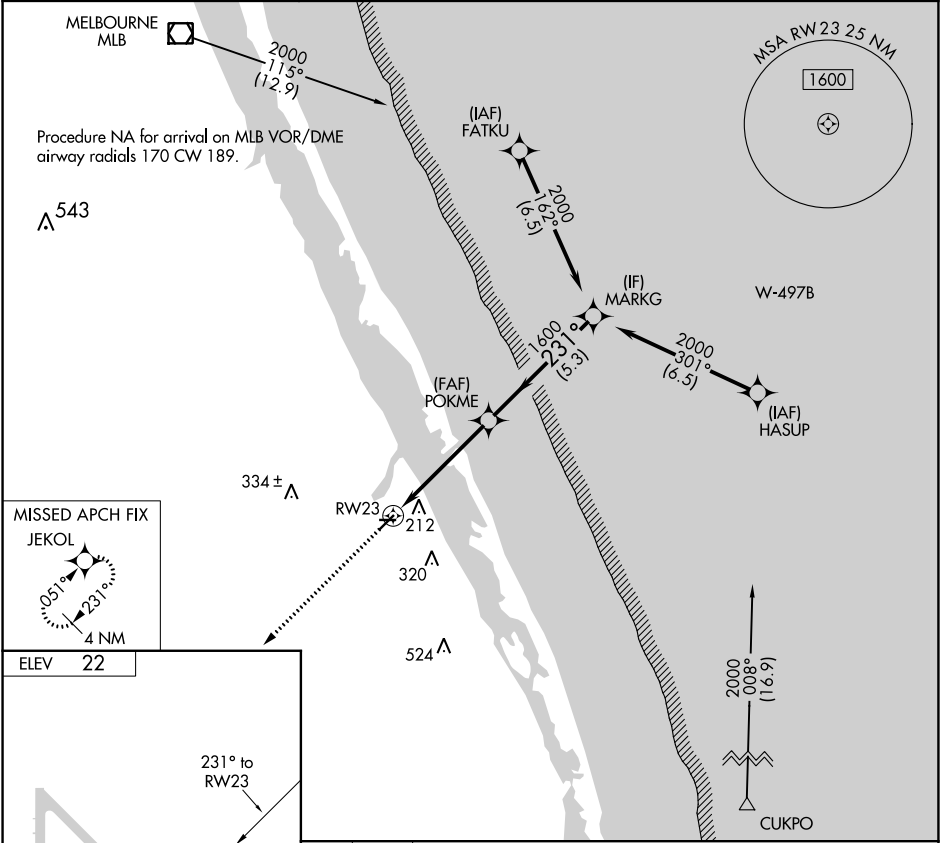 MELBOURNE
MLB
2000
115°
(12.9)
MSA RW 23 25 NM
1600
(IAF)
FATKU
Procedure NA for arrival on MLB VOR/DME
airway radials 170 CW 189.
2000
162°
(6.5)
543
(IF)
MARKG
W-497B
1600
231°
(5.3)
2000
301°
(6.5)
(FAF)
POKME
(IAF)
HASUP
334 ±
RW23
212
MISSED APCH FIX
JEKOL
051°
231°
4 NM
320
524
ELEV 22
2000
008°
(16.9)
231° to
RW23
CUKPO